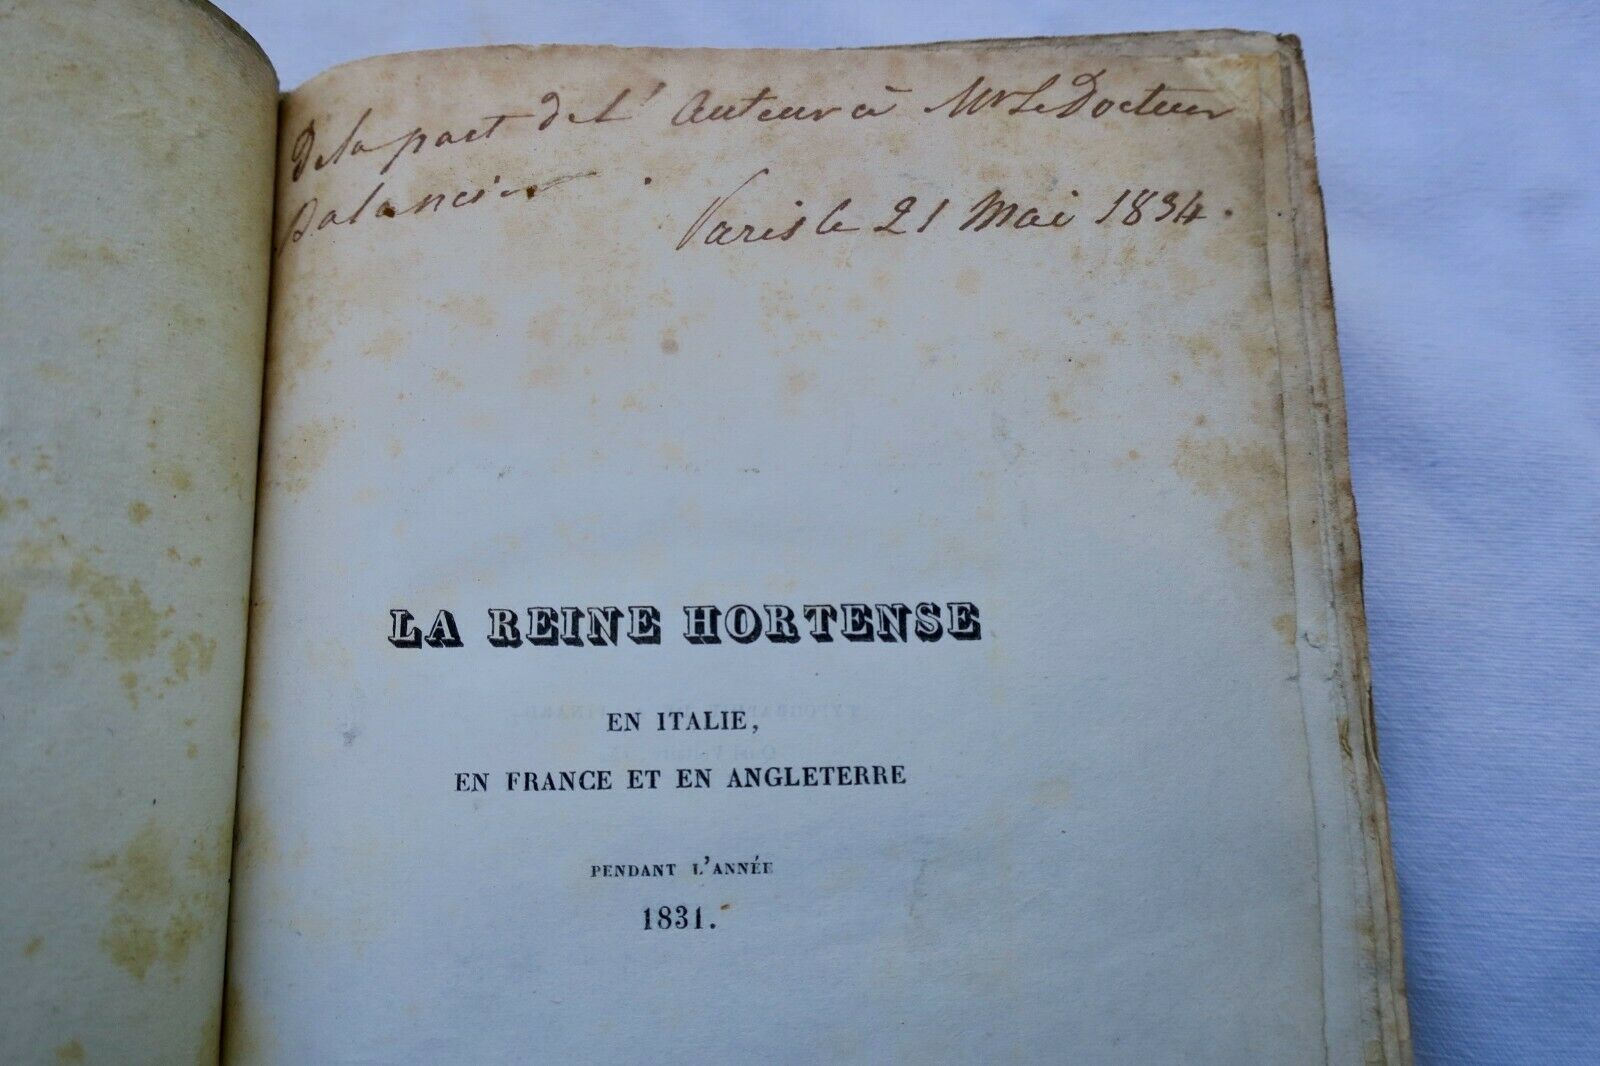 De la part de L'Auteur à Mr Le Docteur
Palancier. Paris le 21 Mai 1834.
LA REINE HORTENSE
EN ITALIE,
EN FRANCE ET EN ANGLETERRE
PENDANT L'ANNÉE
1831.